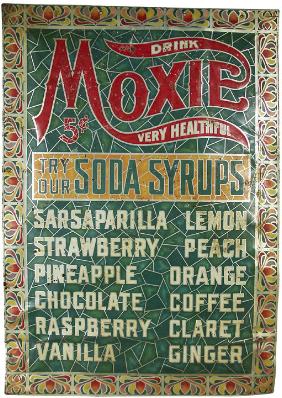 DRINK
MOXIE
5¢
VERY HEALTHFUL
TRY OUR SODA SYRUPS
SARSAPARILLA LEMON
STRAWBERRY PEACH
PINEAPPLE ORANGE
CHOCOLATE COFFEE
RASPBERRY CLARET
VANILLA GINGER